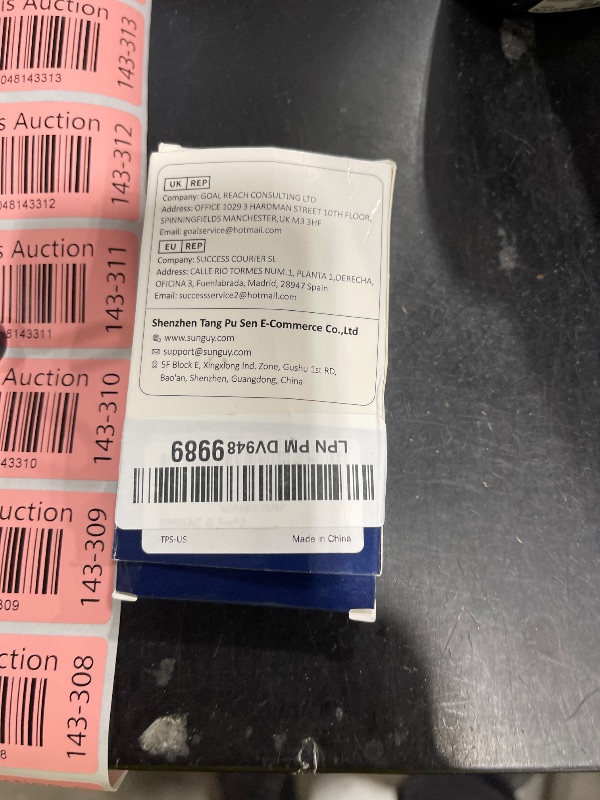 is Auction
048143313
143-313
s Auction
048143312
143-312
s Auction
8143311
143-311
Auction
43310
143-310
uction
309
143-309
ction
8
143-308
UK REP
Company: GOAL REACH CONSULTING LTD
Address: OFFICE 1029 3 HARDMAN STREET 10TH FLOOR,
SPINNINGFIELDS MANCHESTER,UK M3 3HF
Email: goalservice@hotmail.com
EU REP
Company: SUCCESS COURIER SL
Address: CALLE RIO TORMES NUM.1, PLANTA 1,DERECHA,
OFICINA 3, Fuenlabrada, Madrid, 28947 Spain
Email: successservice2@hotmail.com
Shenzhen Tang Pu Sen E-Commerce Co.,Ltd
www.sunguy.com
support@sunguy.com
5F Block E, Xingxiong Ind. Zone, Gushu 1st RD,
Bao'an, Shenzhen, Guangdong, China
LPN PM DV9489989
TPS-US Made in China